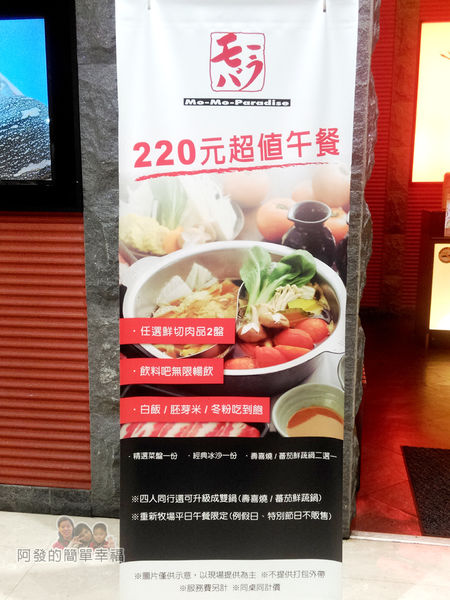 モーラ
バ
Mo-Mo-Paradise
220元超值午餐
·任選鮮切肉品2盤
·飲料吧無限暢飲
·白飯/胚芽米/冬粉吃到飽
·精選菜盤一份 ·經典冰沙一份 ·壽喜燒/蕃茄鮮蔬鍋二選一
※四人同行還可升級成雙鍋(壽喜燒/蕃茄鮮蔬鍋)
※重新牧場平日午餐限定(例假日、特別節日不販售)
阿發的簡單幸福
※圖片僅供示意，以現場提供為主 ※不提供打包外帶
※服務費另計 ※同桌同計價